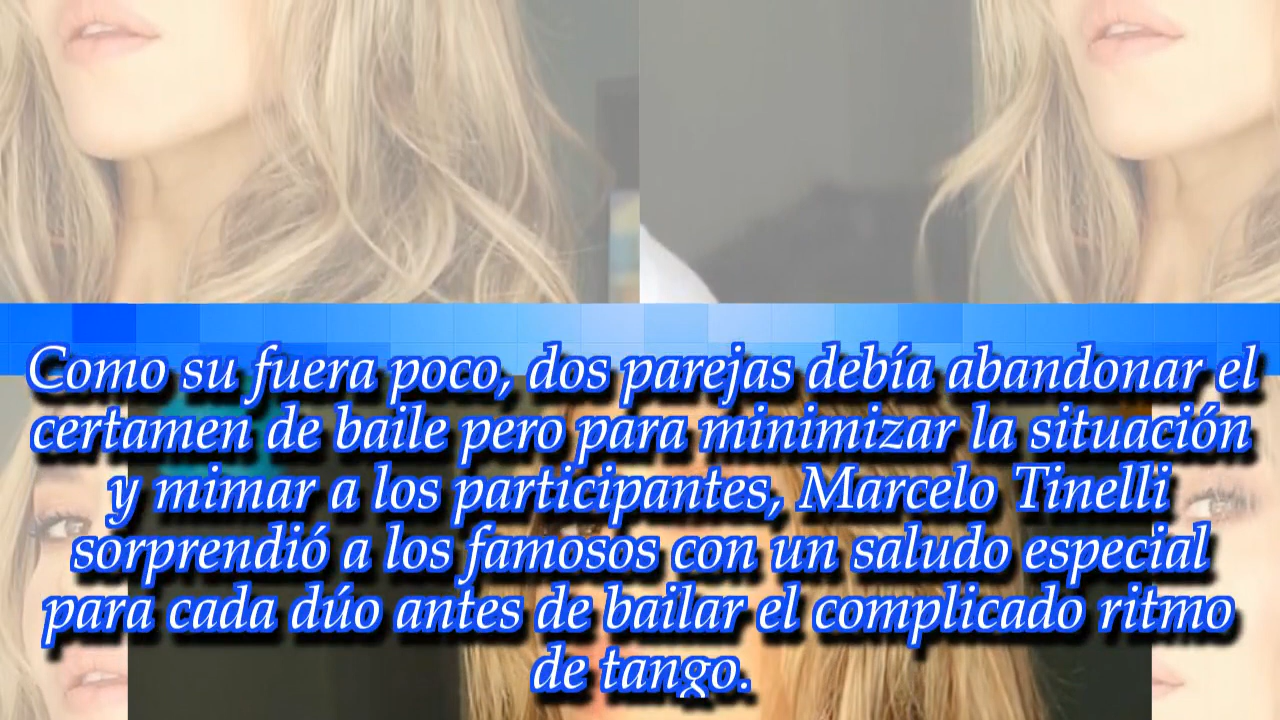 Como su fuera poco, dos parejas debía abandonar el
certamen de baile pero para minimizar la situación
y mimar a los participantes, Marcelo Tinelli
sorprendió a los famosos con un saludo especial
para cada dúo antes de bailar el complicado ritmo
de tango.